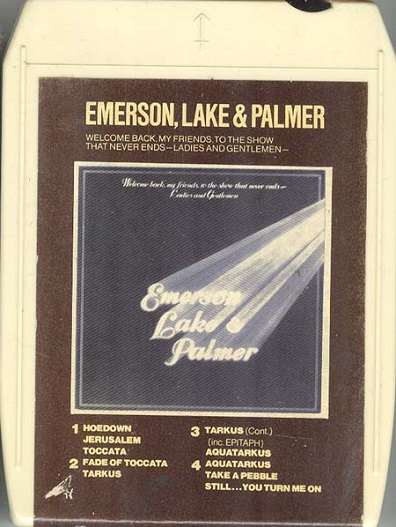 EMERSON, LAKE & PALMER
WELCOME BACK, MY FRIENDS, TO THE SHOW
THAT NEVER ENDS—LADIES AND GENTLEMEN—
Welcome back, my friends, to the show that never ends—
Ladies and Gentlemen
Emerson
Lake &
Palmer
1 HOEDOWN
JERUSALEM
TOCCATA
2 FADE OF TOCCATA
TARKUS
3 TARKUS (Cont.)
(inc. EPITAPH)
AQUATARKUS
4 AQUATARKUS
TAKE A PEBBLE
STILL...YOU TURN ME ON